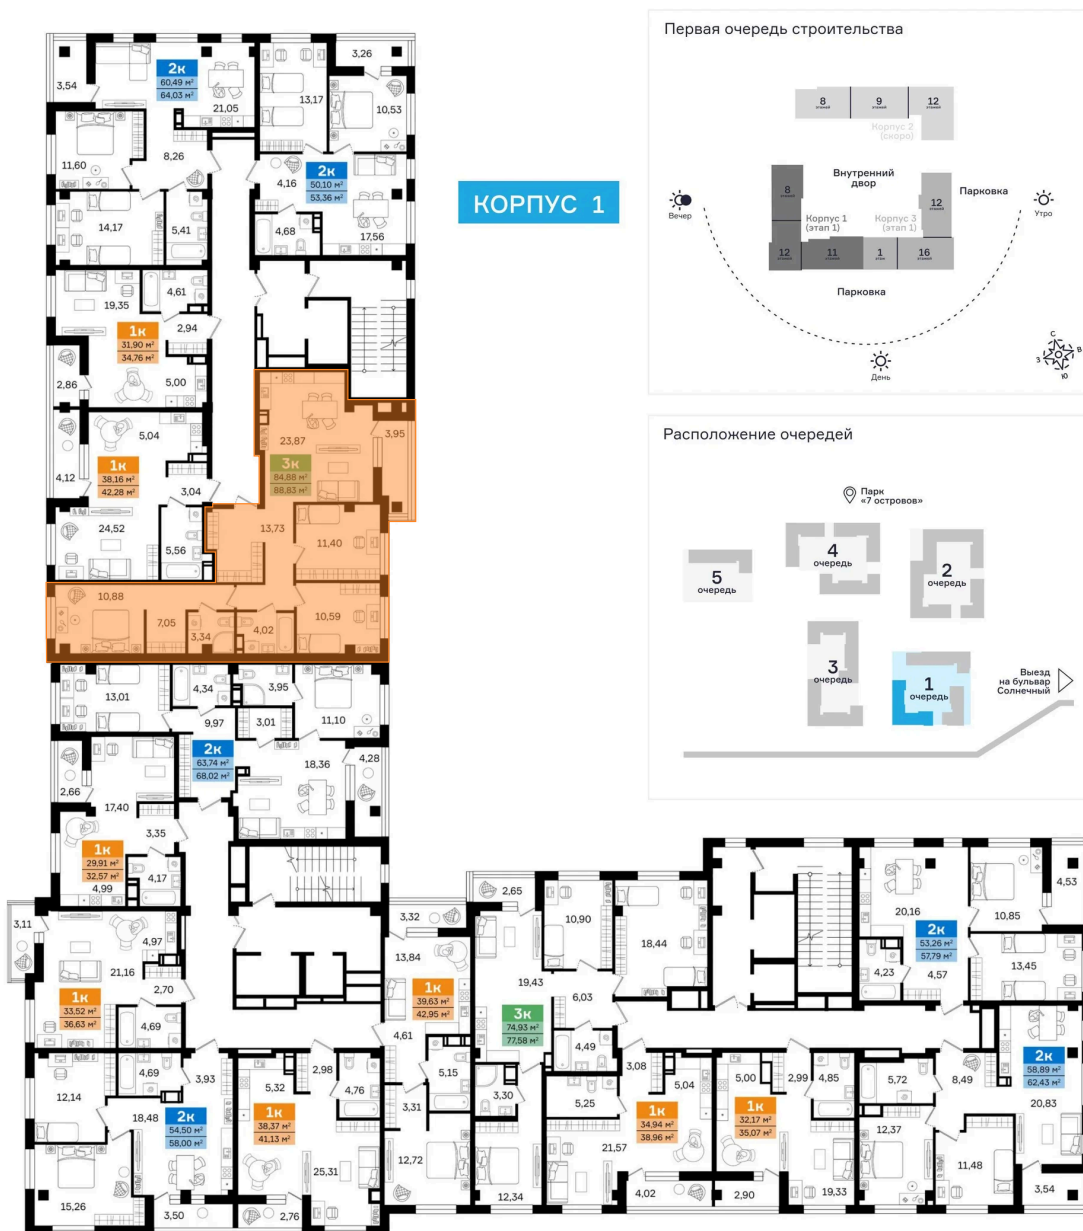 Первая очередь строительства
8
этажей
9
этажей
12
этажей
Корпус 2
(скоро)
Внутренний
двор
8
этажей
12
этажей
Парковка
Вечер
Утро
Корпус 1
(этап 1)
Корпус 3
(этап 1)
12
этажей
11
этажей
1
этаж
16
этажей
Парковка
День
С
В
З
Ю
КОРПУС 1
Расположение очередей
Парк
«7 островов»
4
очередь
5
очередь
2
очередь
3
очередь
1
очередь
Выезд
на бульвар
Солнечный
3,54
2к
60,49 м²
64,03 м²
21,05
13,17
3,26
10,53
11,60
8,26
4,16
2к
50,10 м²
53,36 м²
14,17
5,41
4,68
17,56
19,35
4,61
1к
31,90 м²
34,76 м²
2,94
2,86
5,00
5,04
23,87
3,95
4,12
1к
38,16 м²
42,28 м²
3к
84,88 м²
88,83 м²
3,04
24,52
5,56
13,73
11,40
10,88
7,05
3,34
4,02
10,59
13,01
4,34
3,95
11,10
9,97
3,01
2к
63,74 м²
68,02 м²
18,36
4,28
2,66
17,40
3,35
1к
29,91 м²
32,57 м²
4,17
4,99
3,11
4,97
21,16
2,70
1к
33,52 м²
36,63 м²
4,69
3,32
13,84
1к
39,63 м²
42,95 м²
4,61
5,15
2,65
10,90
18,44
19,43
6,03
3к
74,93 м²
77,58 м²
4,49
20,16
10,85
4,53
2к
53,26 м²
57,79 м²
4,23
4,57
13,45
12,14
4,69
3,93
18,48
2к
54,50 м²
58,00 м²
15,26
3,50
2,98
5,32
4,76
1к
38,37 м²
41,13 м²
25,31
2,76
3,31
12,72
3,30
12,34
5,25
3,08
5,04
1к
34,94 м²
38,96 м²
21,57
4,02
5,00
2,99
4,85
1к
32,17 м²
35,07 м²
19,33
2,90
5,72
8,49
2к
58,89 м²
62,43 м²
20,83
12,37
11,48
3,54